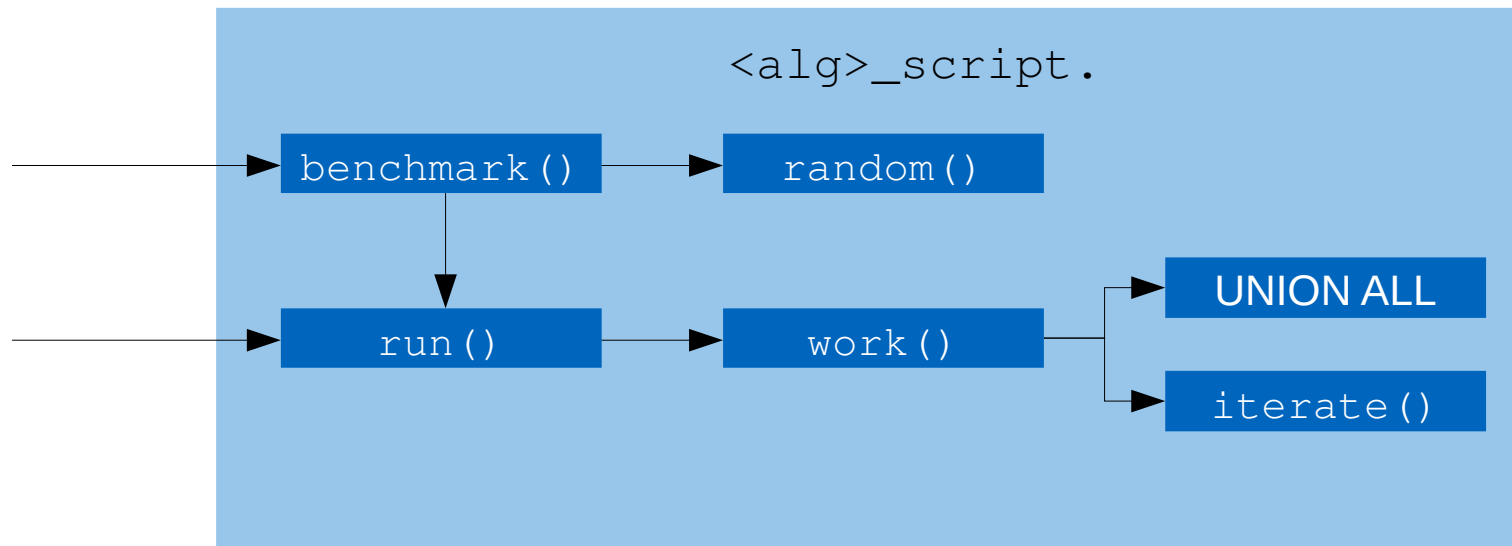 <alg>_script.
benchmark()
random()
UNION ALL
run()
work()
iterate()